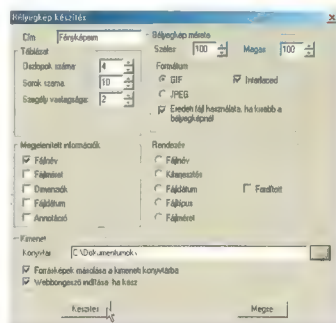 Bélyegkép készítés
Cím Fényképeim
Táblázat
Oszlopok száma: 4
Sorok száma: 10
Szegély vastagsága: 2
Bélyegkép mérete
Széles: 100 Magas: 100
Formátum
GIF Interlaced
JPEG
Eredeti fájl használata, ha kisebb a bélyegképnél
Megjelenített információk
Fájlnév
Fájlméret
Dimenziók
Fájldátum
Annotáció
Rendezés
Fájlnév
Kiterjesztés
Fájldátum Fordított
Fájltípus
Fájlméret
Kimenet
Könyvtár C:\Dokumentumok\
Forrásképek másolása a kimeneti könyvtárba
Webböngésző indítása, ha kész
Készítés Mégse